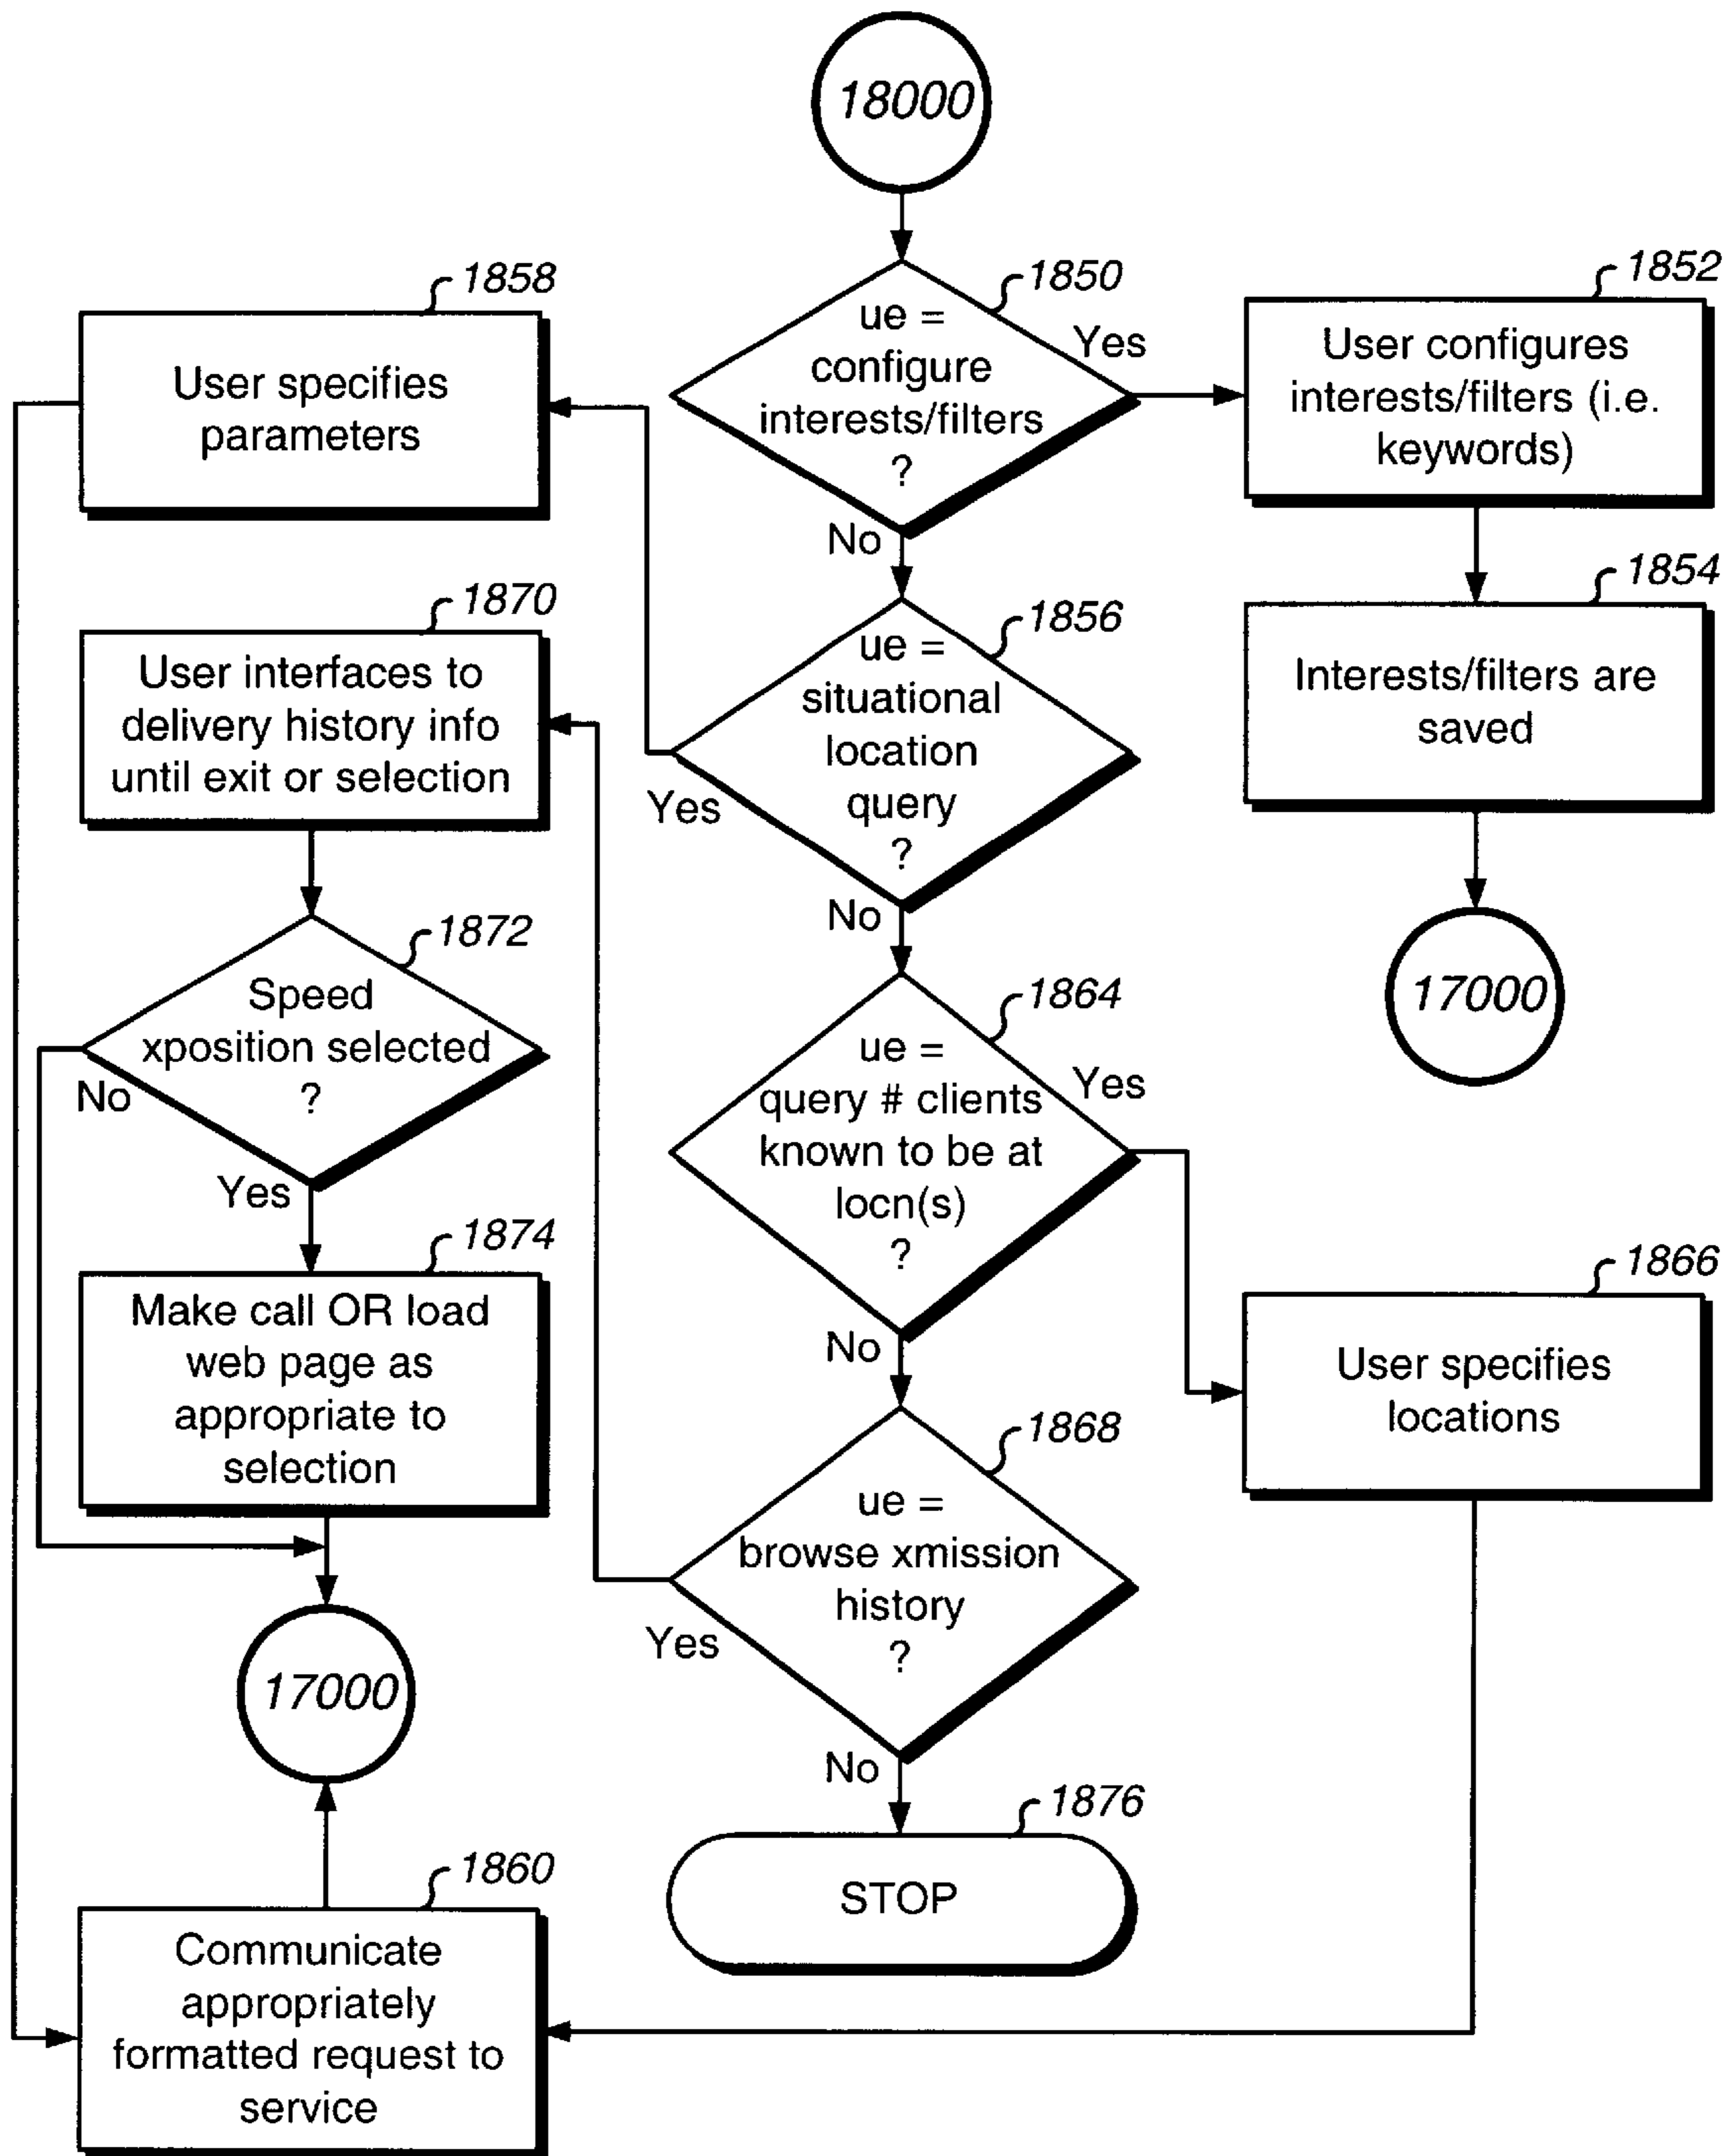 18000
1850
ue =
configure
interests/filters
?
Yes
No
1852
User configures
interests/filters (i.e.
keywords)
1854
Interests/filters are
saved
17000
1858
User specifies
parameters
1856
ue =
situational
location
query
?
Yes
No
1870
User interfaces to
delivery history info
until exit or selection
1872
Speed
xposition selected
?
No
Yes
1874
Make call OR load
web page as
appropriate to
selection
17000
1864
ue =
query # clients
known to be at
locn(s)
?
Yes
No
1866
User specifies
locations
1868
ue =
browse xmission
history
?
Yes
No
1876
STOP
1860
Communicate
appropriately
formatted request to
service